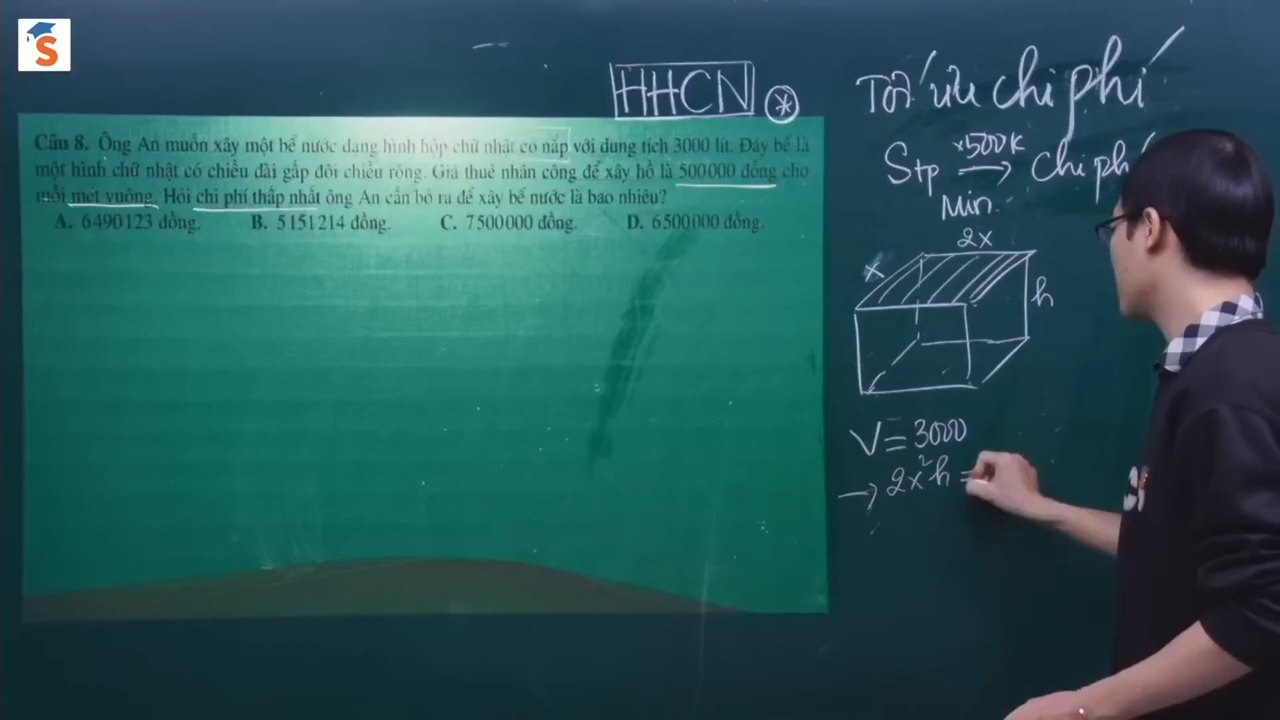 S
HHCN *
Câu 8. Ông An muốn xây một bể nước dạng hình hộp chữ nhật có nắp với dung tích 3000 lít. Đáy bể là
một hình chữ nhật có chiều dài gấp đôi chiều rộng. Giá thuê nhân công để xây hồ là 500000 đồng cho
mỗi mét vuông. Hỏi chi phí thấp nhất ông An cần bỏ ra để xây bể nước là bao nhiêu?
A. 6490123 đồng. B. 5151214 đồng. C. 7500000 đồng. D. 6500000 đồng.
Tối ưu chi phí
×500K
Stp → chi phí
Min
2x
x
h
V = 3000
→ 2x²h =